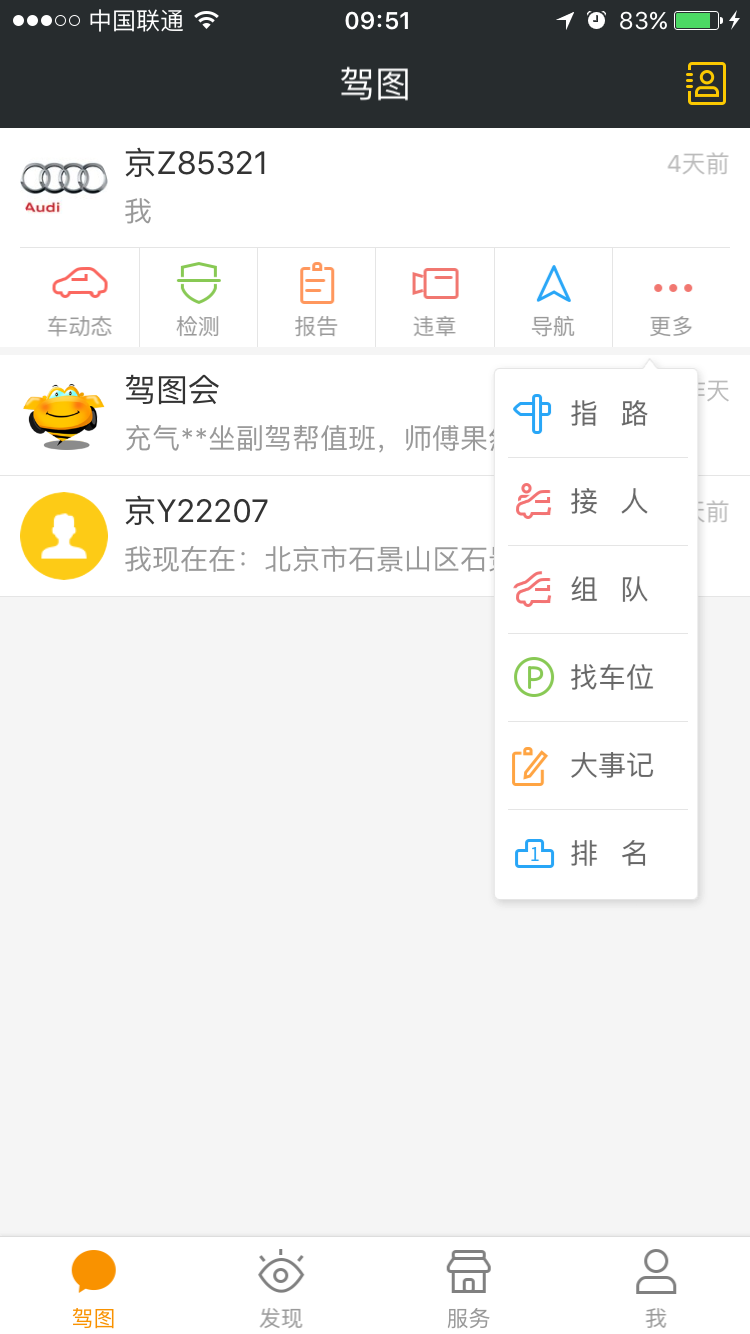 中国联通 09:51 83%
驾图
京Z85321 4天前
Audi
我
车动态 检测 报告 违章 导航 更多
驾图会 天
充气**坐副驾帮值班，师傅果
京Y22207 前
我现在在：北京市石景山区石
指 路
接 人
组 队
P 找车位
大事记
1 排 名
驾图 发现 服务 我